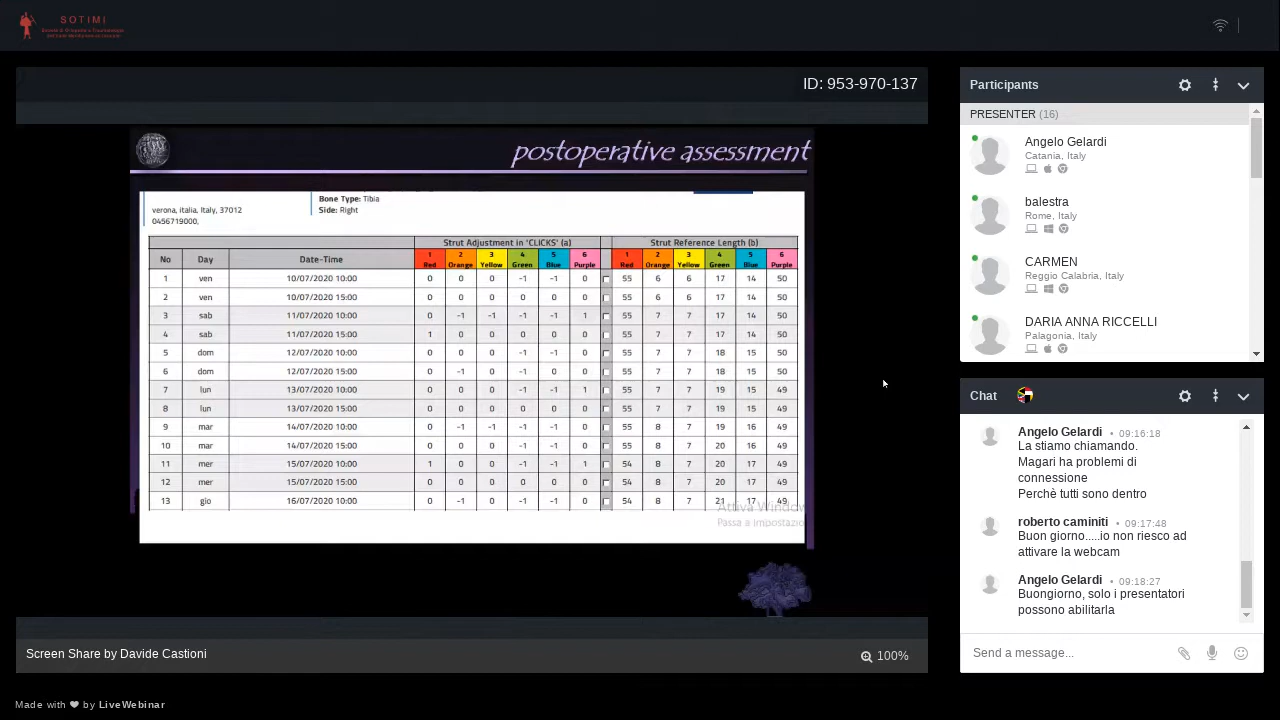 SOTIMI
ID: 953-970-137
postoperative assessment
verona, italia, Italy, 37012
0456719000,
Bone Type: Tibia
Side: Right
Strut Adjustment in 'CLICKS' (a) Strut Reference Length (b)
No Day Date-Time 1 Red 2 Orange 3 Yellow 4 Green 5 Blue 6 Purple 1 Red 2 Orange 3 Yellow 4 Green 5 Blue 6 Purple
1 ven 10/07/2020 10:00 0 0 0 -1 -1 0 55 6 6 17 14 50
2 ven 10/07/2020 15:00 0 0 0 0 0 0 55 6 6 17 14 50
3 sab 11/07/2020 10:00 0 -1 -1 -1 -1 1 55 7 7 17 14 50
4 sab 11/07/2020 15:00 1 0 0 0 0 0 55 7 7 17 14 50
5 dom 12/07/2020 10:00 0 0 0 -1 -1 0 55 7 7 18 15 50
6 dom 12/07/2020 15:00 0 -1 0 0 0 0 55 7 7 18 15 50
7 lun 13/07/2020 10:00 0 0 0 -1 -1 1 55 7 7 19 15 49
8 lun 13/07/2020 15:00 0 0 0 0 0 0 55 7 7 19 15 49
9 mar 14/07/2020 10:00 0 -1 -1 -1 -1 0 55 8 7 19 16 49
10 mar 14/07/2020 15:00 0 0 0 -1 0 0 55 8 7 20 16 49
11 mer 15/07/2020 10:00 1 0 0 -1 -1 1 54 8 7 20 17 49
12 mer 15/07/2020 15:00 0 0 0 0 0 0 54 8 7 20 17 49
13 gio 16/07/2020 10:00 0 -1 0 -1 -1 0 54 8 7 21 17 49
Attiva Window
Passa a impostazio
Screen Share by Davide Castioni
100%
Made with ❤ by LiveWebinar
Participants
PRESENTER (16)
Angelo Gelardi
Catania, Italy
balestra
Rome, Italy
CARMEN
Reggio Calabria, Italy
DARIA ANNA RICCELLI
Palagonia, Italy
Chat
Angelo Gelardi • 09:16:18
La stiamo chiamando.
Magari ha problemi di
connessione
Perchè tutti sono dentro
roberto caminiti • 09:17:48
Buon giorno.....io non riesco ad
attivare la webcam
Angelo Gelardi • 09:18:27
Buongiorno, solo i presentatori
possono abilitarla
Send a message...